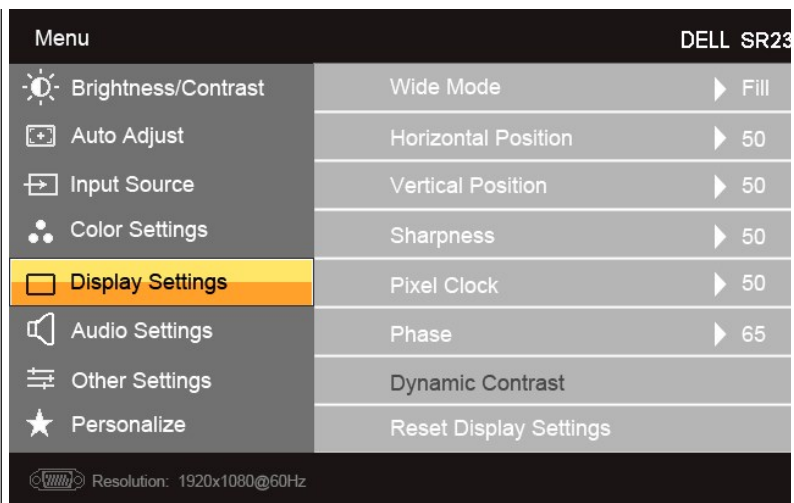 Menu
DELL SR23
Brightness/Contrast
Wide Mode
Fill
Auto Adjust
Horizontal Position
50
Input Source
Vertical Position
50
Color Settings
Sharpness
50
Display Settings
Pixel Clock
50
Audio Settings
Phase
65
Other Settings
Dynamic Contrast
Personalize
Reset Display Settings
Resolution: 1920x1080@60Hz